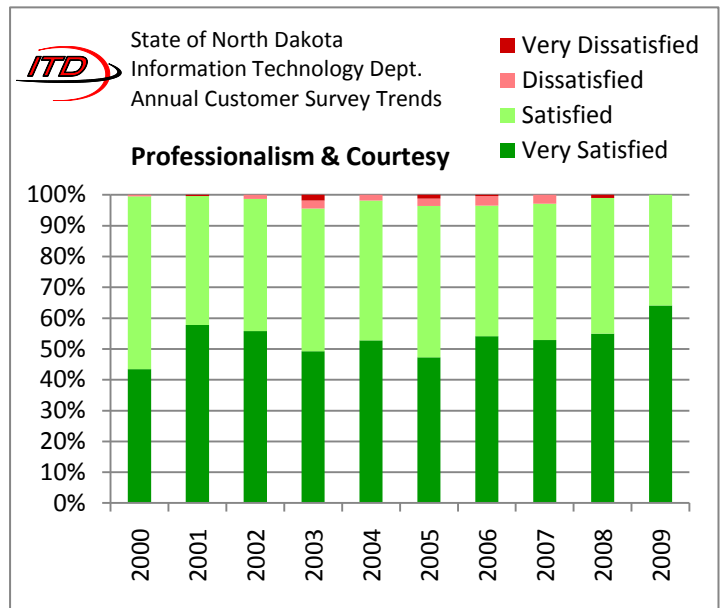 ITD
State of North Dakota
Information Technology Dept.
Annual Customer Survey Trends
Very Dissatisfied
Dissatisfied
Satisfied
Very Satisfied
Professionalism & Courtesy
100%
90%
80%
70%
60%
50%
40%
30%
20%
10%
0%
2000
2001
2002
2003
2004
2005
2006
2007
2008
2009